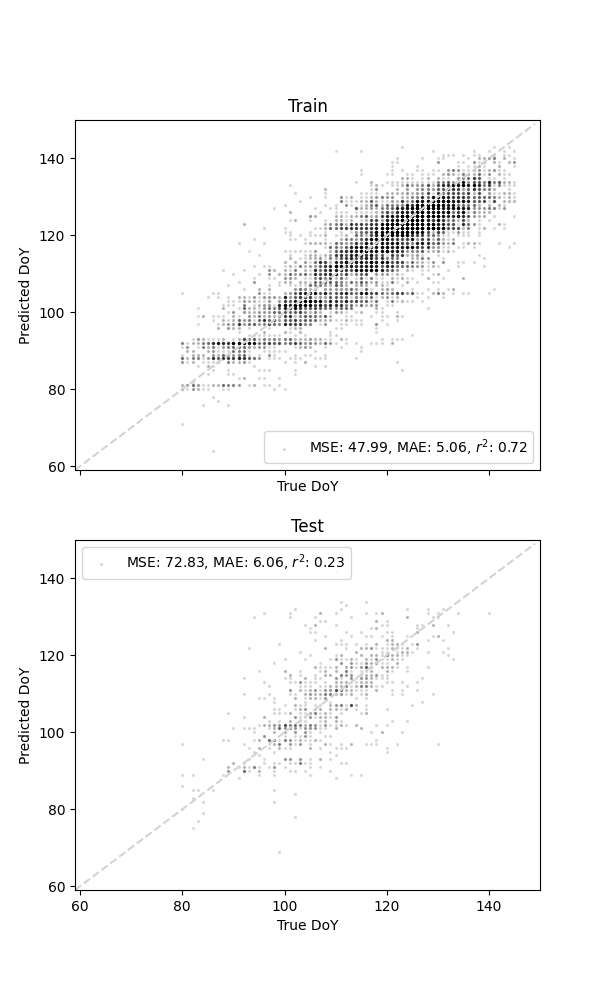 Train
140
120
100
80
60
Predicted DoY
MSE: 47.99, MAE: 5.06, r²: 0.72
True DoY
Test
MSE: 72.83, MAE: 6.06, r²: 0.23
140
120
100
80
60
Predicted DoY
60 80 100 120 140
True DoY